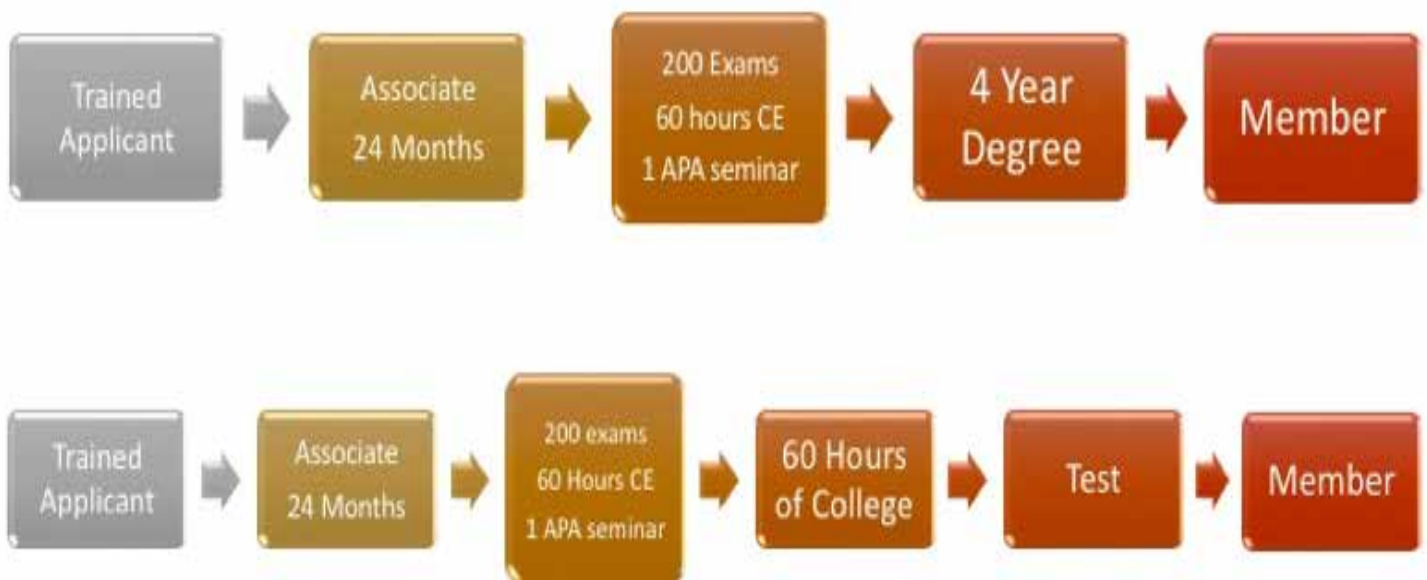 Trained
Applicant
Associate
24 Months
200 Exams
60 hours CE
1 APA seminar
4 Year
Degree
Member
Trained
Applicant
Associate
24 Months
200 exams
60 Hours CE
1 APA seminar
60 Hours
of College
Test
Member